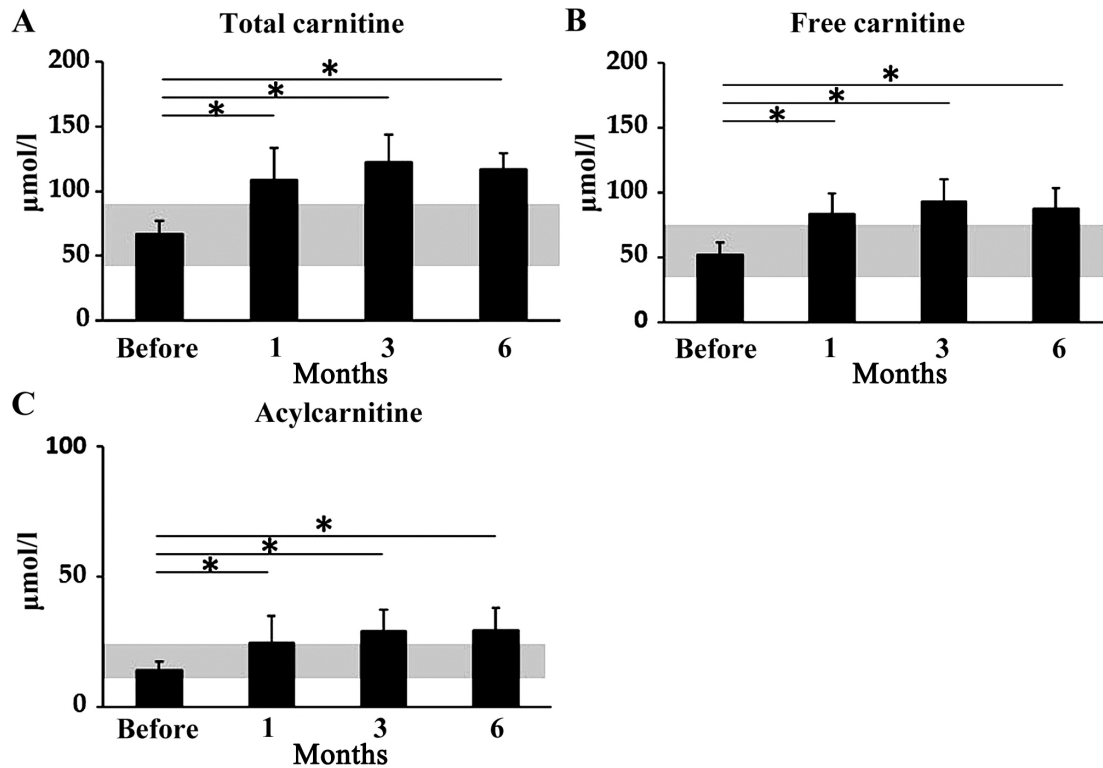 A
Total carnitine
200
150
100
50
0
µmol/l
*
*
*
Before 1 3 6
Months
B
Free carnitine
200
150
100
50
0
µmol/l
*
*
*
Before 1 3 6
Months
C
Acylcarnitine
100
50
0
µmol/l
*
*
*
Before 1 3 6
Months